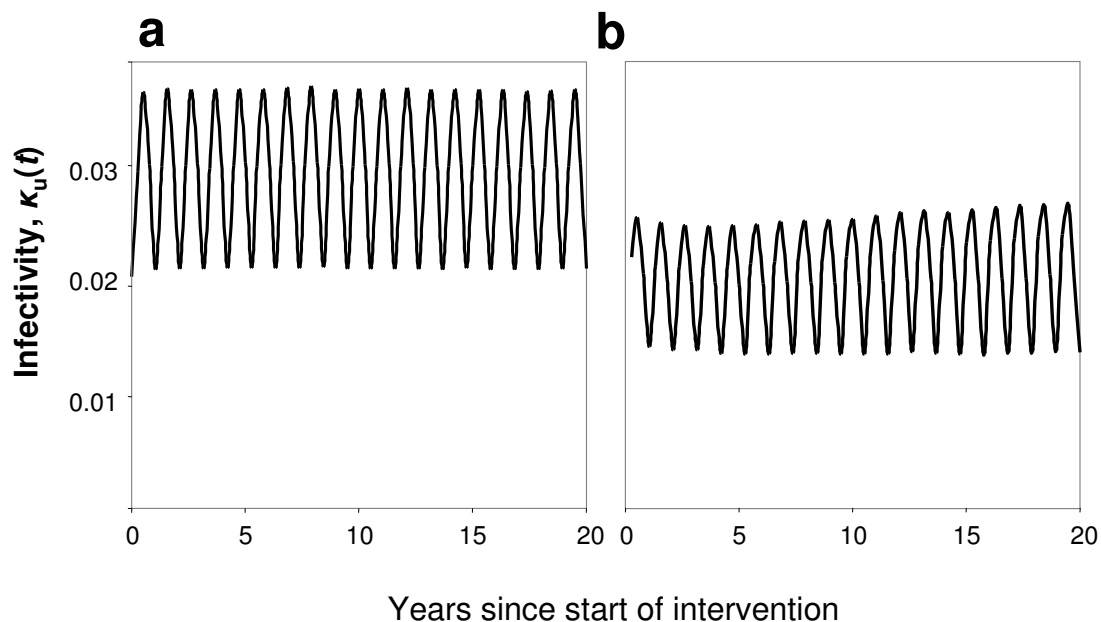 a
b
Infectivity, κu(t)
0.03
0.02
0.01
0 5 10 15 20
0 5 10 15 20
Years since start of intervention